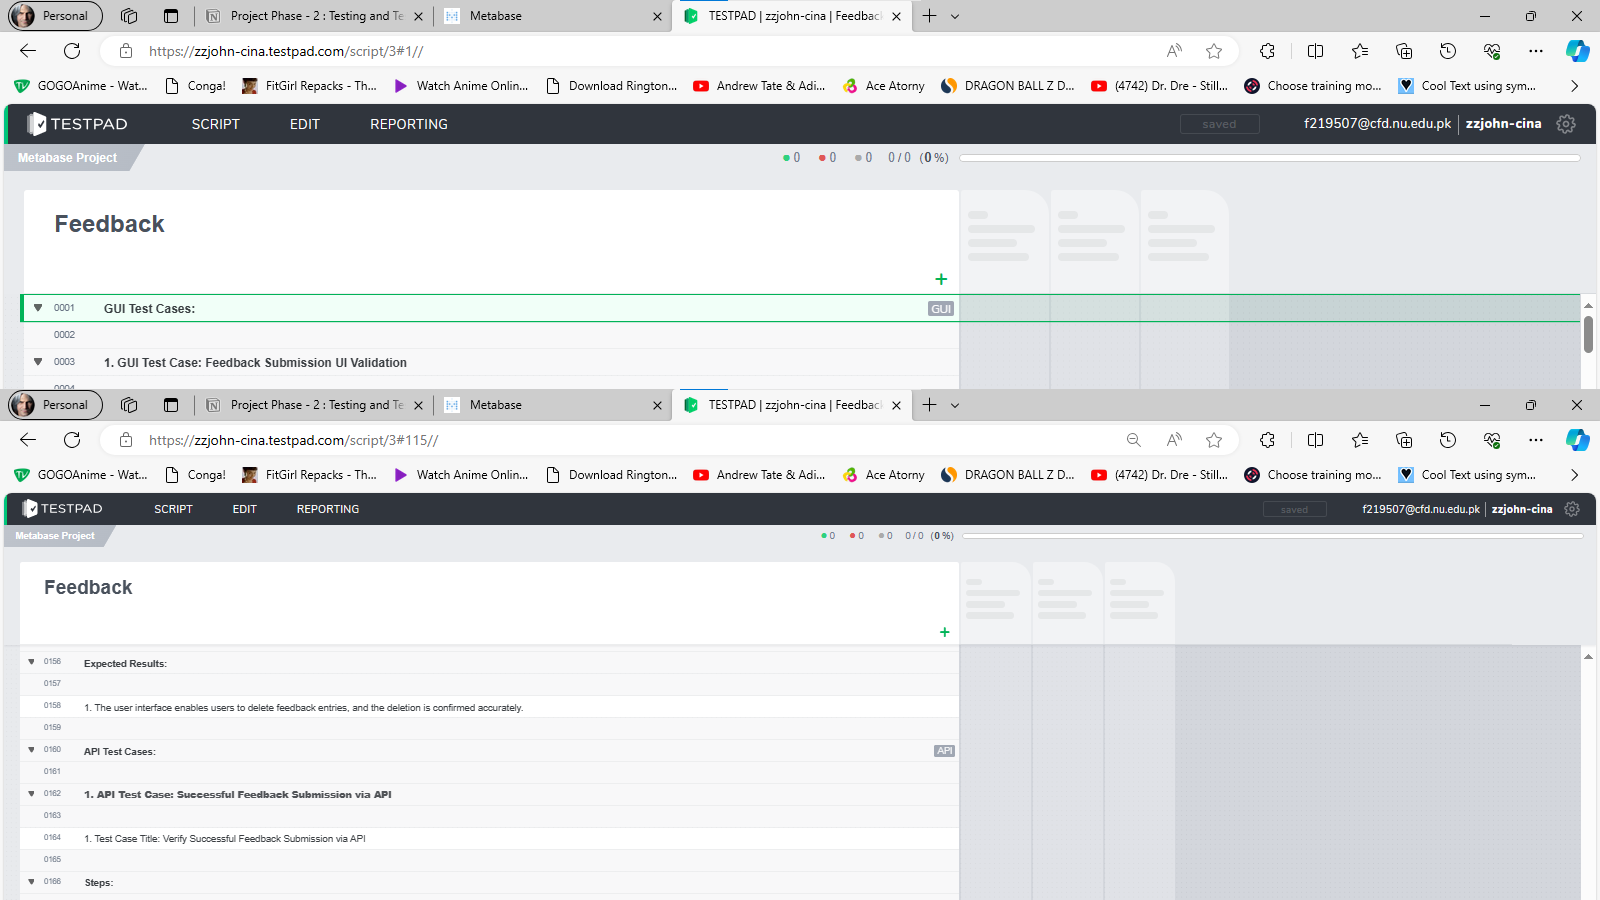 Personal
Project Phase - 2 : Testing and Te
Metabase
TESTPAD | zzjohn-cina | Feedback
https://zzjohn-cina.testpad.com/script/3#1//
GOGOAnime - Wat...
Conga!
FitGirl Repacks - Th...
Watch Anime Onlin...
Download Rington...
Andrew Tate & Adi...
Ace Atorny
DRAGON BALL Z D...
(4742) Dr. Dre - Still...
Choose training mo...
Cool Text using sym...
TESTPAD
SCRIPT
EDIT
REPORTING
saved
f219507@cfd.nu.edu.pk
zzjohn-cina
Metabase Project
0 0 0 0 / 0 (0 %)
Feedback
+
0001 GUI Test Cases: GUI
0002
0003 1. GUI Test Case: Feedback Submission UI Validation
0004
Personal
Project Phase - 2 : Testing and Te
Metabase
TESTPAD | zzjohn-cina | Feedback
https://zzjohn-cina.testpad.com/script/3#115//
GOGOAnime - Wat...
Conga!
FitGirl Repacks - Th...
Watch Anime Onlin...
Download Rington...
Andrew Tate & Adi...
Ace Atorny
DRAGON BALL Z D...
(4742) Dr. Dre - Still...
Choose training mo...
Cool Text using sym...
TESTPAD
SCRIPT
EDIT
REPORTING
saved
f219507@cfd.nu.edu.pk
zzjohn-cina
Metabase Project
0 0 0 0 / 0 (0 %)
Feedback
+
0156 Expected Results:
0157
0158 1. The user interface enables users to delete feedback entries, and the deletion is confirmed accurately.
0159
0160 API Test Cases: API
0161
0162 1. API Test Case: Successful Feedback Submission via API
0163
0164 1. Test Case Title: Verify Successful Feedback Submission via API
0165
0166 Steps: